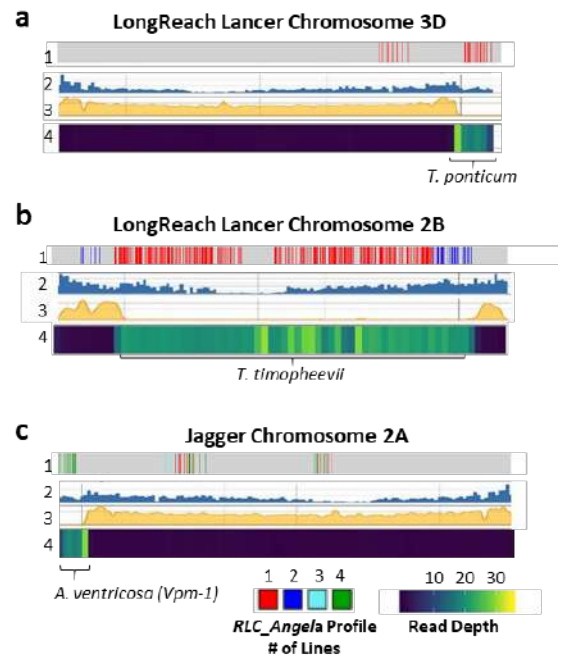 a
LongReach Lancer Chromosome 3D
1
2
3
4
T. ponticum
b
LongReach Lancer Chromosome 2B
1
2
3
4
T. timopheevii
c
Jagger Chromosome 2A
1
2
3
4
A. ventricosa (Vpm-1)
1 2 3 4
RLC_Angela Profile
# of Lines
10 20 30
Read Depth